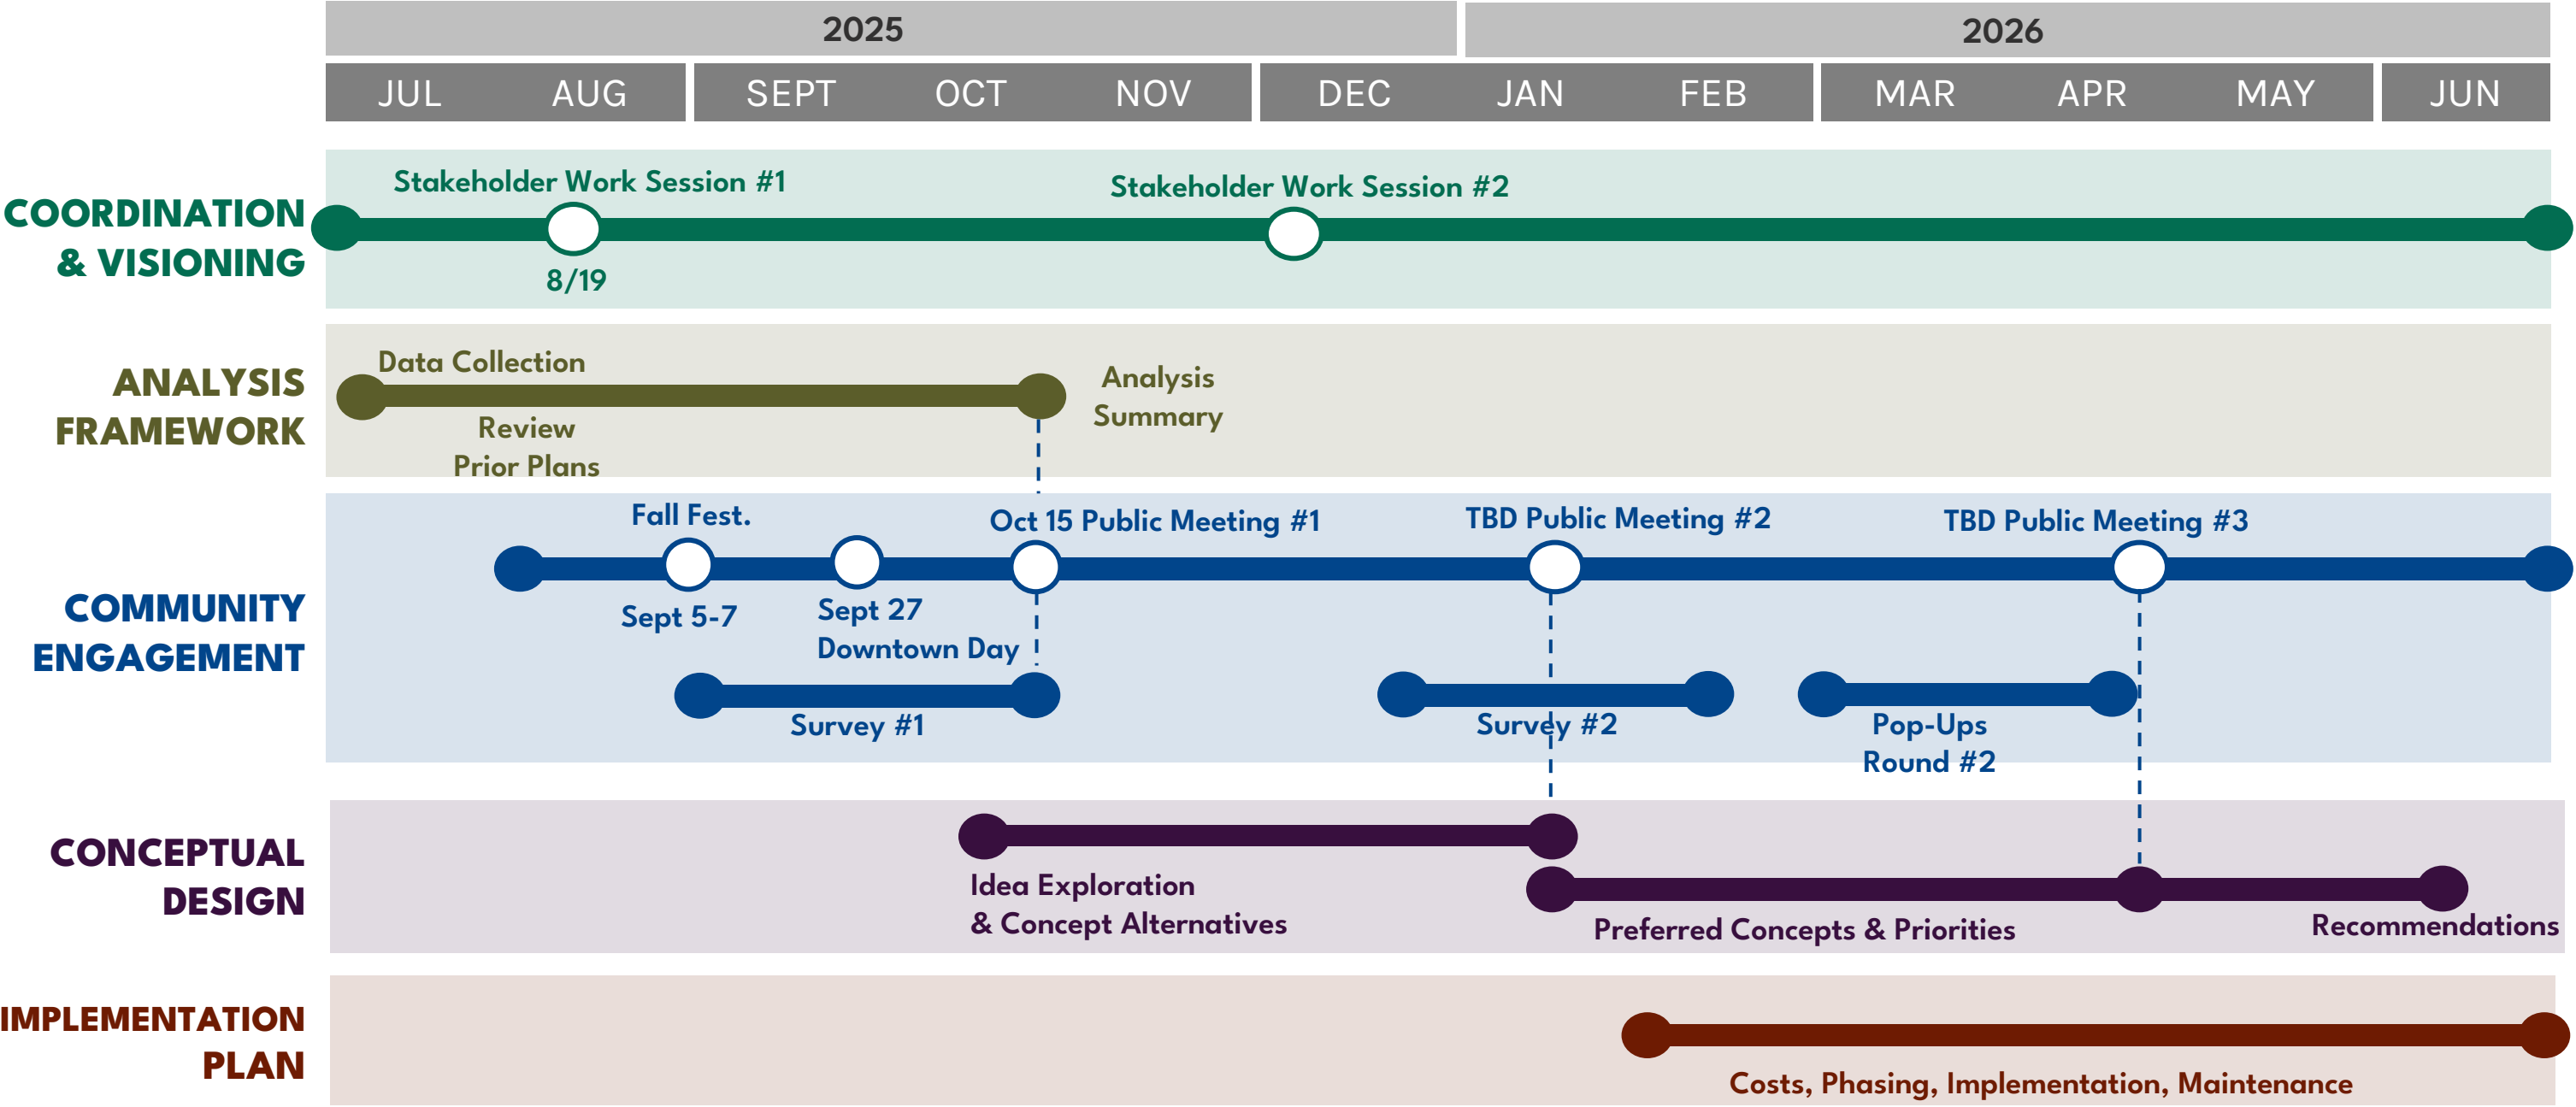 2025
2026
JUL
AUG
SEPT
OCT
NOV
DEC
JAN
FEB
MAR
APR
MAY
JUN
COORDINATION
& VISIONING
Stakeholder Work Session #1
8/19
Stakeholder Work Session #2
ANALYSIS
FRAMEWORK
Data Collection
Review
Prior Plans
Analysis
Summary
COMMUNITY
ENGAGEMENT
Fall Fest.
Sept 5-7
Sept 27
Downtown Day
Oct 15 Public Meeting #1
TBD Public Meeting #2
TBD Public Meeting #3
Survey #1
Survey #2
Pop-Ups
Round #2
CONCEPTUAL
DESIGN
Idea Exploration
& Concept Alternatives
Preferred Concepts & Priorities
Recommendations
IMPLEMENTATION
PLAN
Costs, Phasing, Implementation, Maintenance